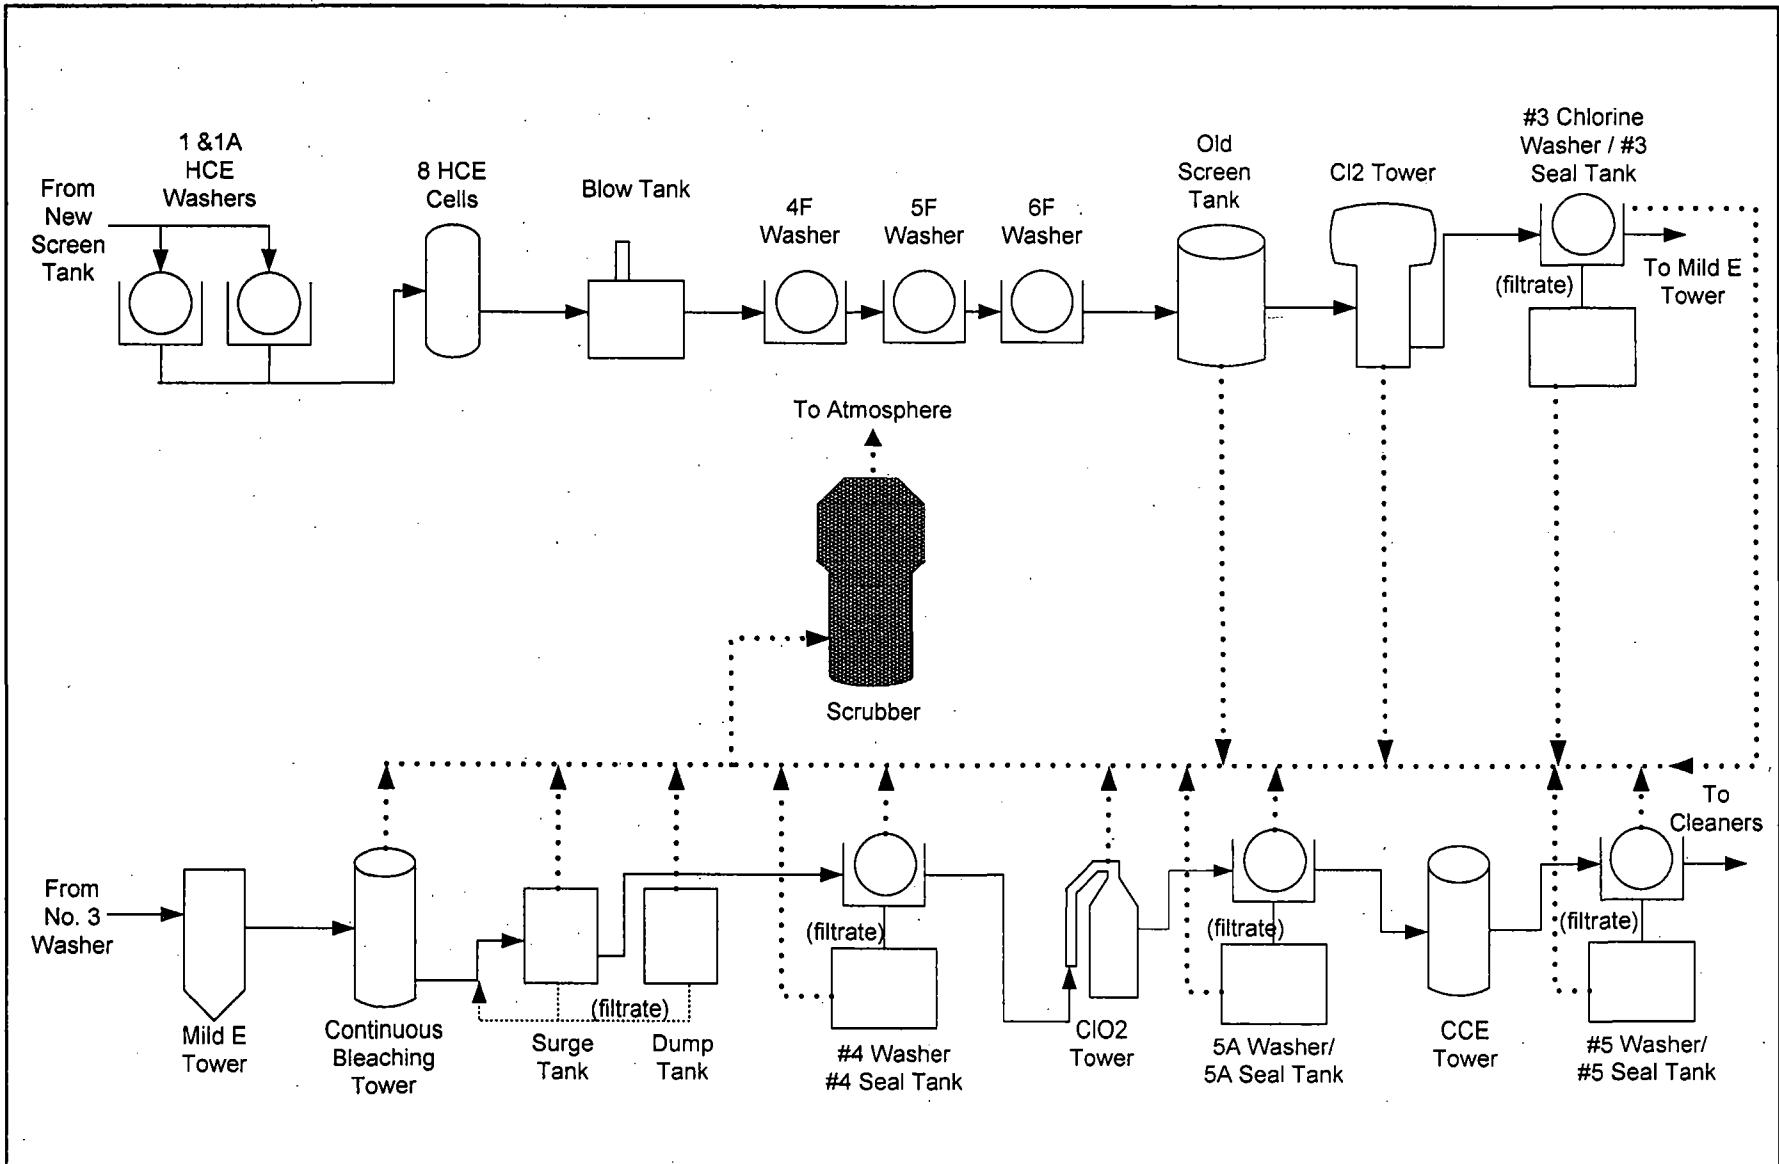 From
New
Screen
Tank
1 &1A
HCE
Washers
8 HCE
Cells
Blow Tank
4F
Washer
5F
Washer
6F
Washer
Old
Screen
Tank
Cl2 Tower
#3 Chlorine
Washer / #3
Seal Tank
(filtrate)
To Mild E
Tower
To Atmosphere
Scrubber
From
No. 3
Washer
Mild E
Tower
Continuous
Bleaching
Tower
Surge
Tank
(filtrate)
Dump
Tank
(filtrate)
#4 Washer
#4 Seal Tank
ClO2
Tower
(filtrate)
5A Washer/
5A Seal Tank
CCE
Tower
(filtrate)
#5 Washer/
#5 Seal Tank
To
Cleaners